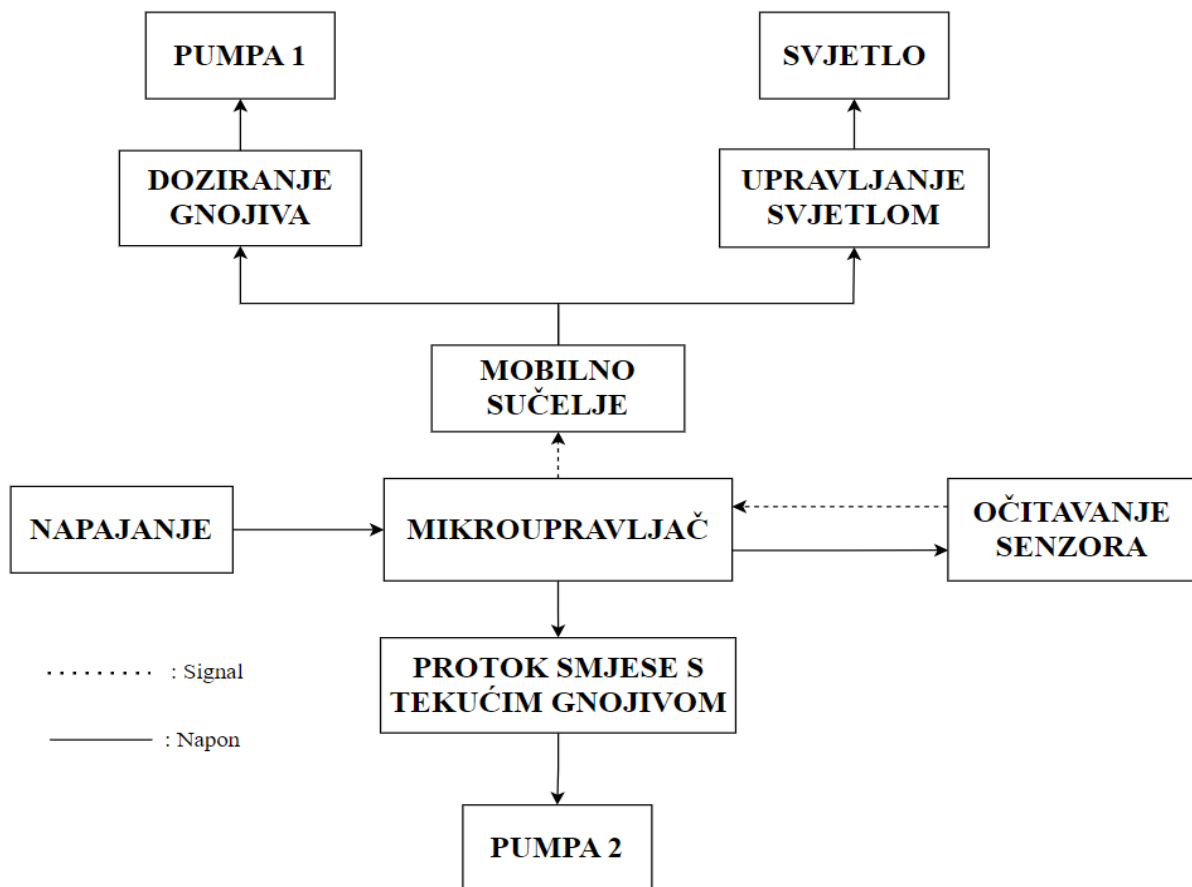 PUMPA 1
SVJETLO
DOZIRANJE
GNOJIVA
UPRAVLJANJE
SVJETLOM
MOBILNO
SUČELJE
NAPAJANJE
MIKROUPRAVLJAČ
OČITAVANJE
SENZORA
PROTOK SMJESE S
TEKUĆIM GNOJIVOM
: Signal
: Napon
PUMPA 2